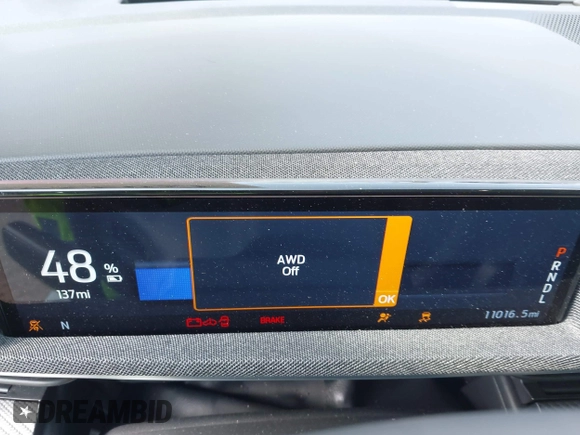 48 %
137mi
AWD
Off
OK
P
R
N
D
L
N
BRAKE
11016.5mi
DREAMBID